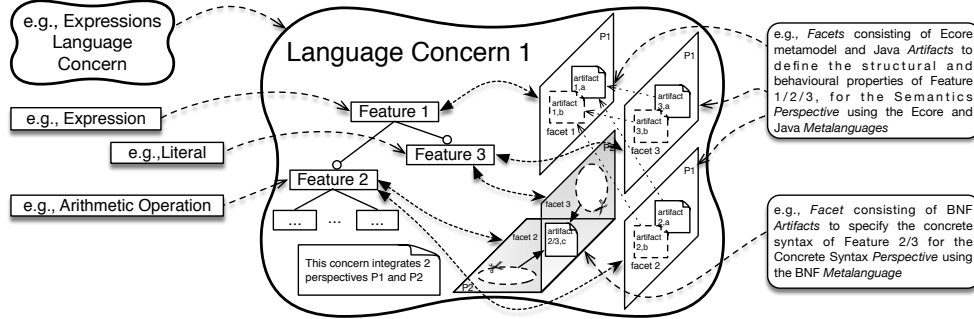 e.g., Expressions
Language
Concern
e.g., Expression
e.g.,Literal
e.g., Arithmetic Operation
Language Concern 1
Feature 1
Feature 3
Feature 2
...
...
...
This concern integrates 2
perspectives P1 and P2
P1
artifact
1,a
artifact
1,b
facet 1
P1
artifact
3,a
artifact
3,b
facet 3
P2
facet 3
facet 2
artifact
2/3,c
P2
P1
artifact
2,a
artifact
2,b
facet 2
e.g., Facets consisting of Ecore
metamodel and Java Artifacts to
define the structural and
behavioural properties of Feature
1/2/3, for the Semantics
Perspective using the Ecore and
Java Metalanguages
e.g., Facet consisting of BNF
Artifacts to specify the concrete
syntax of Feature 2/3 for the
Concrete Syntax Perspective using
the BNF Metalanguage